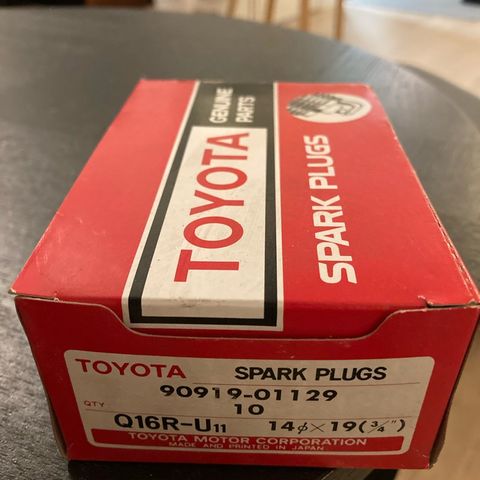 TOYOTA
GENUINE
PARTS
SPARK PLUGS
TOYOTA SPARK PLUGS
90919-01129
QTY 10
Q16R-U11 14ϕ×19(3/4")
TOYOTA MOTOR CORPORATION
MADE AND PRINTED IN JAPAN